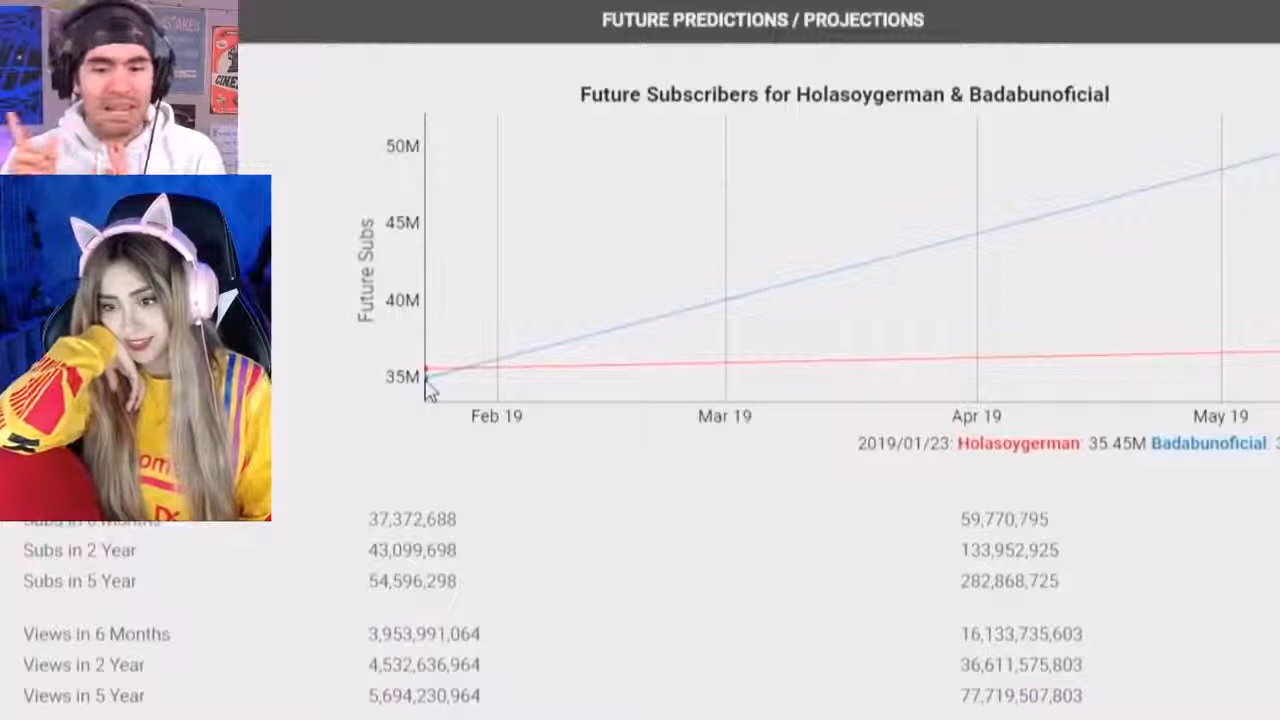 FUTURE PREDICTIONS / PROJECTIONS
Future Subscribers for Holasoygerman & Badabunoficial
50M
45M
40M
35M
Future Subs
Feb 19
Mar 19
Apr 19
May 19
2019/01/23: Holasoygerman: 35.45M Badabunoficial:
Subs in 6 Months 37,372,688 59,770,795
Subs in 2 Year 43,099,698 133,952,925
Subs in 5 Year 54,596,298 282,868,725
Views in 6 Months 3,953,991,064 16,133,735,603
Views in 2 Year 4,532,636,964 36,611,575,803
Views in 5 Year 5,694,230,964 77,719,507,803